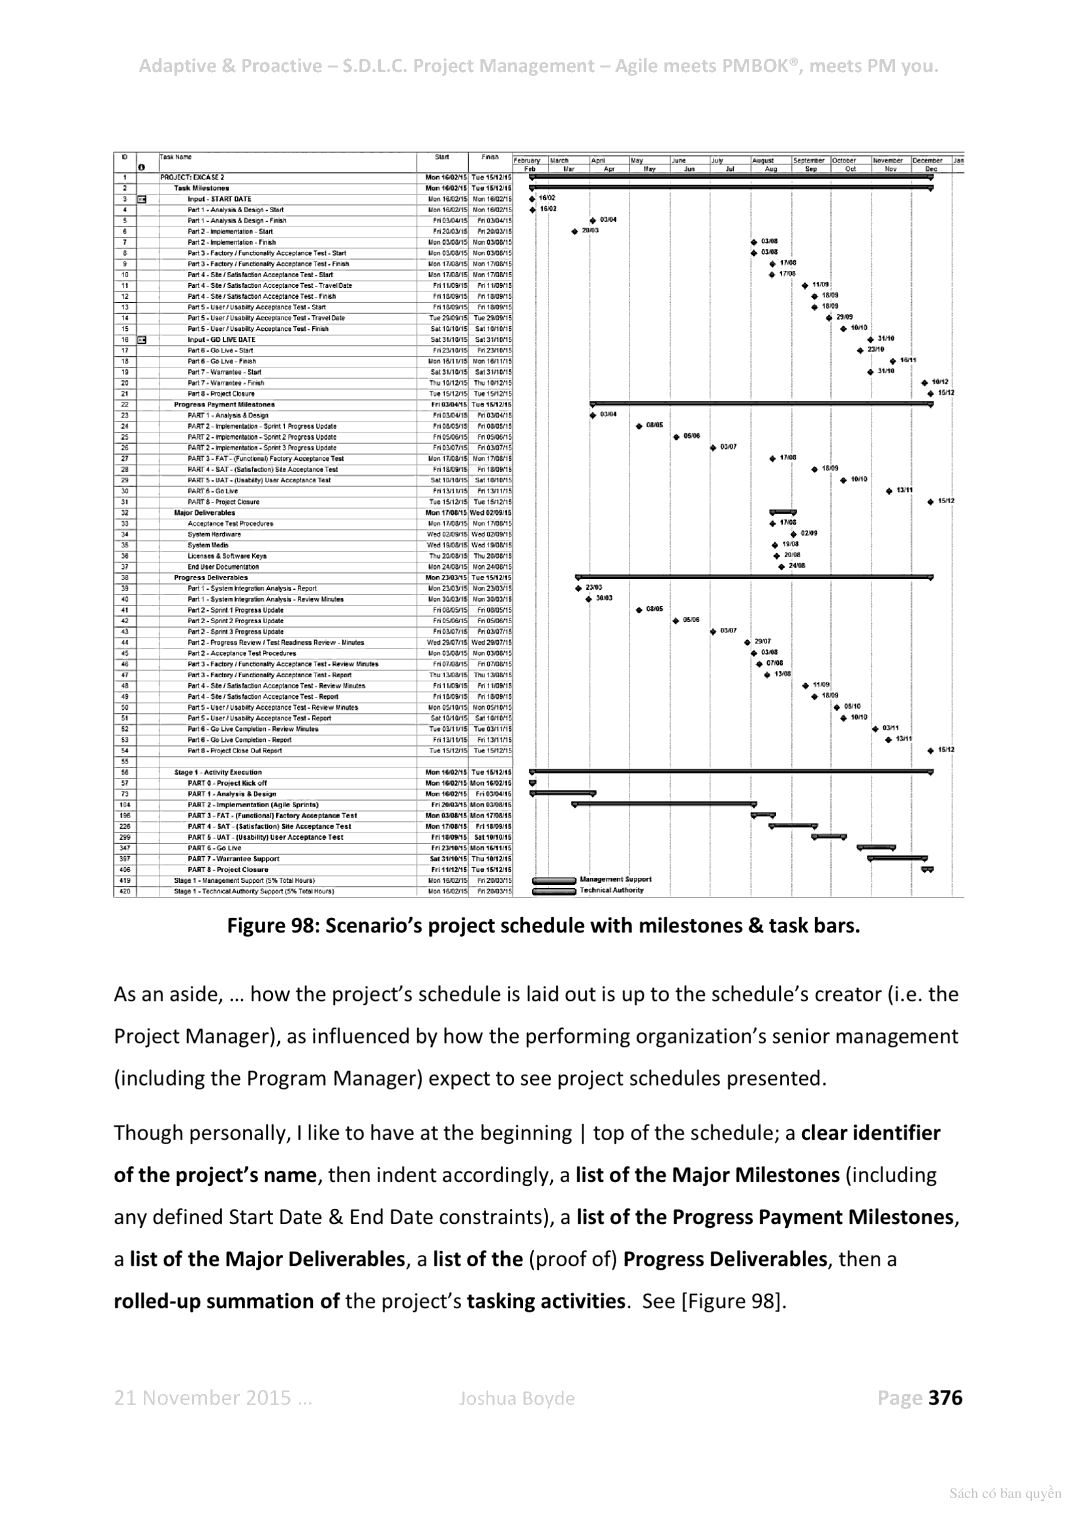 Adaptive & Proactive – S.D.L.C. Project Management – Agile meets PMBOK®, meets PM you.
ID Task Name Start Finish February March April May June July August September October November December Jan
Feb Mar Apr May Jun Jul Aug Sep Oct Nov Dec
1 PROJECT: EXCASE 2 Mon 16/02/15 Tue 15/12/15
2 Task Milestones Mon 16/02/15 Tue 15/12/15
3 Input - START DATE Mon 16/02/15 Mon 16/02/15 16/02
4 Part 1 - Analysis & Design - Start Mon 16/02/15 Mon 16/02/15 16/02
5 Part 1 - Analysis & Design - Finish Fri 03/04/15 Fri 03/04/15 03/04
6 Part 2 - Implementation - Start Fri 20/03/15 Fri 20/03/15 20/03
7 Part 2 - Implementation - Finish Mon 03/08/15 Mon 03/08/15 03/08
8 Part 3 - Factory / Functionality Acceptance Test - Start Mon 03/08/15 Mon 03/08/15 03/08
9 Part 3 - Factory / Functionality Acceptance Test - Finish Mon 17/08/15 Mon 17/08/15 17/08
10 Part 4 - Site / Satisfaction Acceptance Test - Start Mon 17/08/15 Mon 17/08/15 17/08
11 Part 4 - Site / Satisfaction Acceptance Test - Travel Date Fri 11/09/15 Fri 11/09/15 11/09
12 Part 4 - Site / Satisfaction Acceptance Test - Finish Fri 18/09/15 Fri 18/09/15 18/09
13 Part 5 - User / Usability Acceptance Test - Start Fri 18/09/15 Fri 18/09/15 18/09
14 Part 5 - User / Usability Acceptance Test - Travel Date Tue 29/09/15 Tue 29/09/15 29/09
15 Part 5 - User / Usability Acceptance Test - Finish Sat 10/10/15 Sat 10/10/15 10/10
16 Input - GO LIVE DATE Sat 31/10/15 Sat 31/10/15 31/10
17 Part 6 - Go Live - Start Fri 23/10/15 Fri 23/10/15 23/10
18 Part 6 - Go Live - Finish Mon 16/11/15 Mon 16/11/15 16/11
19 Part 7 - Warrantee - Start Sat 31/10/15 Sat 31/10/15 31/10
20 Part 7 - Warrantee - Finish Thu 10/12/15 Thu 10/12/15 10/12
21 Part 8 - Project Closure Tue 15/12/15 Tue 15/12/15 15/12
22 Progress Payment Milestones Fri 03/04/15 Tue 15/12/15
23 PART 1 - Analysis & Design Fri 03/04/15 Fri 03/04/15 03/04
24 PART 2 - Implementation - Sprint 1 Progress Update Fri 08/05/15 Fri 08/05/15 08/05
25 PART 2 - Implementation - Sprint 2 Progress Update Fri 05/06/15 Fri 05/06/15 05/06
26 PART 2 - Implementation - Sprint 3 Progress Update Fri 03/07/15 Fri 03/07/15 03/07
27 PART 3 - FAT - (Functional) Factory Acceptance Test Mon 17/08/15 Mon 17/08/15 17/08
28 PART 4 - SAT - (Satisfaction) Site Acceptance Test Fri 18/09/15 Fri 18/09/15 18/09
29 PART 5 - UAT - (Usability) User Acceptance Test Sat 10/10/15 Sat 10/10/15 10/10
30 PART 6 - Go Live Fri 13/11/15 Fri 13/11/15 13/11
31 PART 8 - Project Closure Tue 15/12/15 Tue 15/12/15 15/12
32 Major Deliverables Mon 17/08/15 Wed 02/09/15
33 Acceptance Test Procedures Mon 17/08/15 Mon 17/08/15 17/08
34 System Hardware Wed 02/09/15 Wed 02/09/15 02/09
35 System Media Wed 19/08/15 Wed 19/08/15 19/08
36 Licenses & Software Keys Thu 20/08/15 Thu 20/08/15 20/08
37 End User Documentation Mon 24/08/15 Mon 24/08/15 24/08
38 Progress Deliverables Mon 23/03/15 Tue 15/12/15
39 Part 1 - System Integration Analysis - Report Mon 23/03/15 Mon 23/03/15 23/03
40 Part 1 - System Integration Analysis - Review Minutes Mon 30/03/15 Mon 30/03/15 30/03
41 Part 2 - Sprint 1 Progress Update Fri 08/05/15 Fri 08/05/15 08/05
42 Part 2 - Sprint 2 Progress Update Fri 05/06/15 Fri 05/06/15 05/06
43 Part 2 - Sprint 3 Progress Update Fri 03/07/15 Fri 03/07/15 03/07
44 Part 2 - Progress Review / Test Readiness Review - Minutes Wed 29/07/15 Wed 29/07/15 29/07
45 Part 2 - Acceptance Test Procedures Mon 03/08/15 Mon 03/08/15 03/08
46 Part 3 - Factory / Functionality Acceptance Test - Review Minutes Fri 07/08/15 Fri 07/08/15 07/08
47 Part 3 - Factory / Functionality Acceptance Test - Report Thu 13/08/15 Thu 13/08/15 13/08
48 Part 4 - Site / Satisfaction Acceptance Test - Review Minutes Fri 11/09/15 Fri 11/09/15 11/09
49 Part 4 - Site / Satisfaction Acceptance Test - Report Fri 18/09/15 Fri 18/09/15 18/09
50 Part 5 - User / Usability Acceptance Test - Review Minutes Mon 05/10/15 Mon 05/10/15 05/10
51 Part 5 - User / Usability Acceptance Test - Report Sat 10/10/15 Sat 10/10/15 10/10
52 Part 6 - Go Live Completion - Review Minutes Tue 03/11/15 Tue 03/11/15 03/11
53 Part 6 - Go Live Completion - Report Fri 13/11/15 Fri 13/11/15 13/11
54 Part 8 - Project Close Out Report Tue 15/12/15 Tue 15/12/15 15/12
55
56 Stage 1 - Activity Execution Mon 16/02/15 Tue 15/12/15
57 PART 0 - Project Kick off Mon 16/02/15 Mon 16/02/15
73 PART 1 - Analysis & Design Mon 16/02/15 Fri 03/04/15
104 PART 2 - Implementation (Agile Sprints) Fri 20/03/15 Mon 03/08/15
196 PART 3 - FAT - (Functional) Factory Acceptance Test Mon 03/08/15 Mon 17/08/15
226 PART 4 - SAT - (Satisfaction) Site Acceptance Test Mon 17/08/15 Fri 18/09/15
299 PART 5 - UAT - (Usability) User Acceptance Test Fri 18/09/15 Sat 10/10/15
347 PART 6 - Go Live Fri 23/10/15 Mon 16/11/15
397 PART 7 - Warrantee Support Sat 31/10/15 Thu 10/12/15
406 PART 8 - Project Closure Fri 11/12/15 Tue 15/12/15
419 Stage 1 - Management Support (5% Total Hours) Mon 16/02/15 Fri 20/03/15 Management Support
420 Stage 1 - Technical Authority Support (5% Total Hours) Mon 16/02/15 Fri 20/03/15 Technical Authority
Figure 98: Scenario’s project schedule with milestones & task bars.
As an aside, … how the project’s schedule is laid out is up to the schedule’s creator (i.e. the
Project Manager), as influenced by how the performing organization’s senior management
(including the Program Manager) expect to see project schedules presented.
Though personally, I like to have at the beginning | top of the schedule; a clear identifier
of the project’s name, then indent accordingly, a list of the Major Milestones (including
any defined Start Date & End Date constraints), a list of the Progress Payment Milestones,
a list of the Major Deliverables, a list of the (proof of) Progress Deliverables, then a
rolled-up summation of the project’s tasking activities. See [Figure 98].
21 November 2015 … Joshua Boyde Page 376
Sách có bản quyền